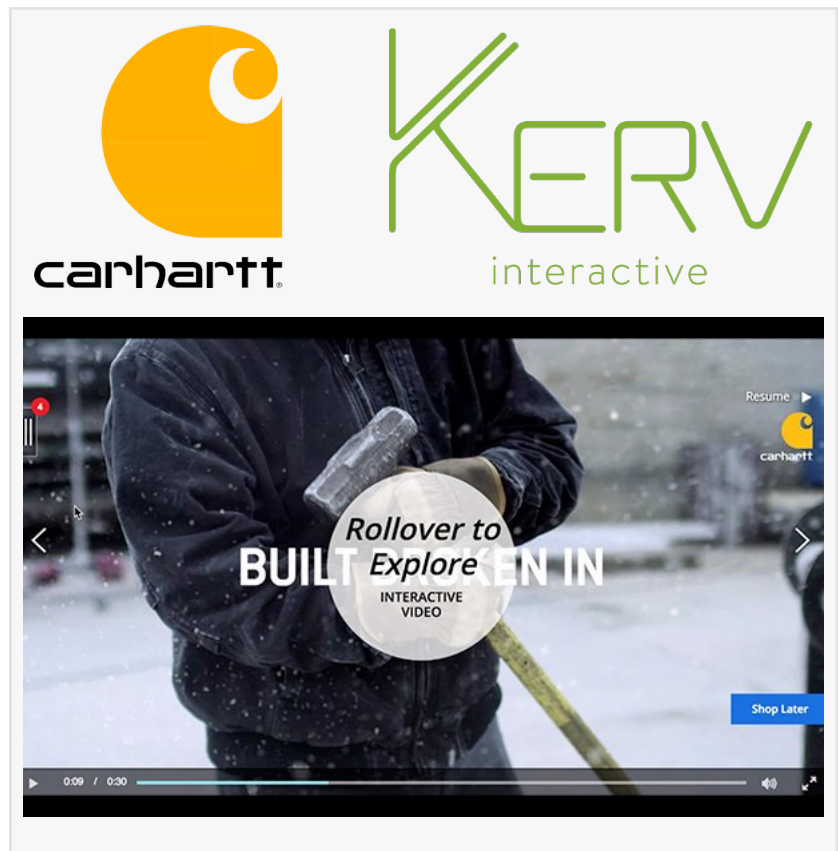 carhartt®
KERV
interactive
4
Resume
carhartt
Rollover to
Explore
BUILT BROKEN IN
INTERACTIVE
VIDEO
Shop Later
0:09 / 0:30